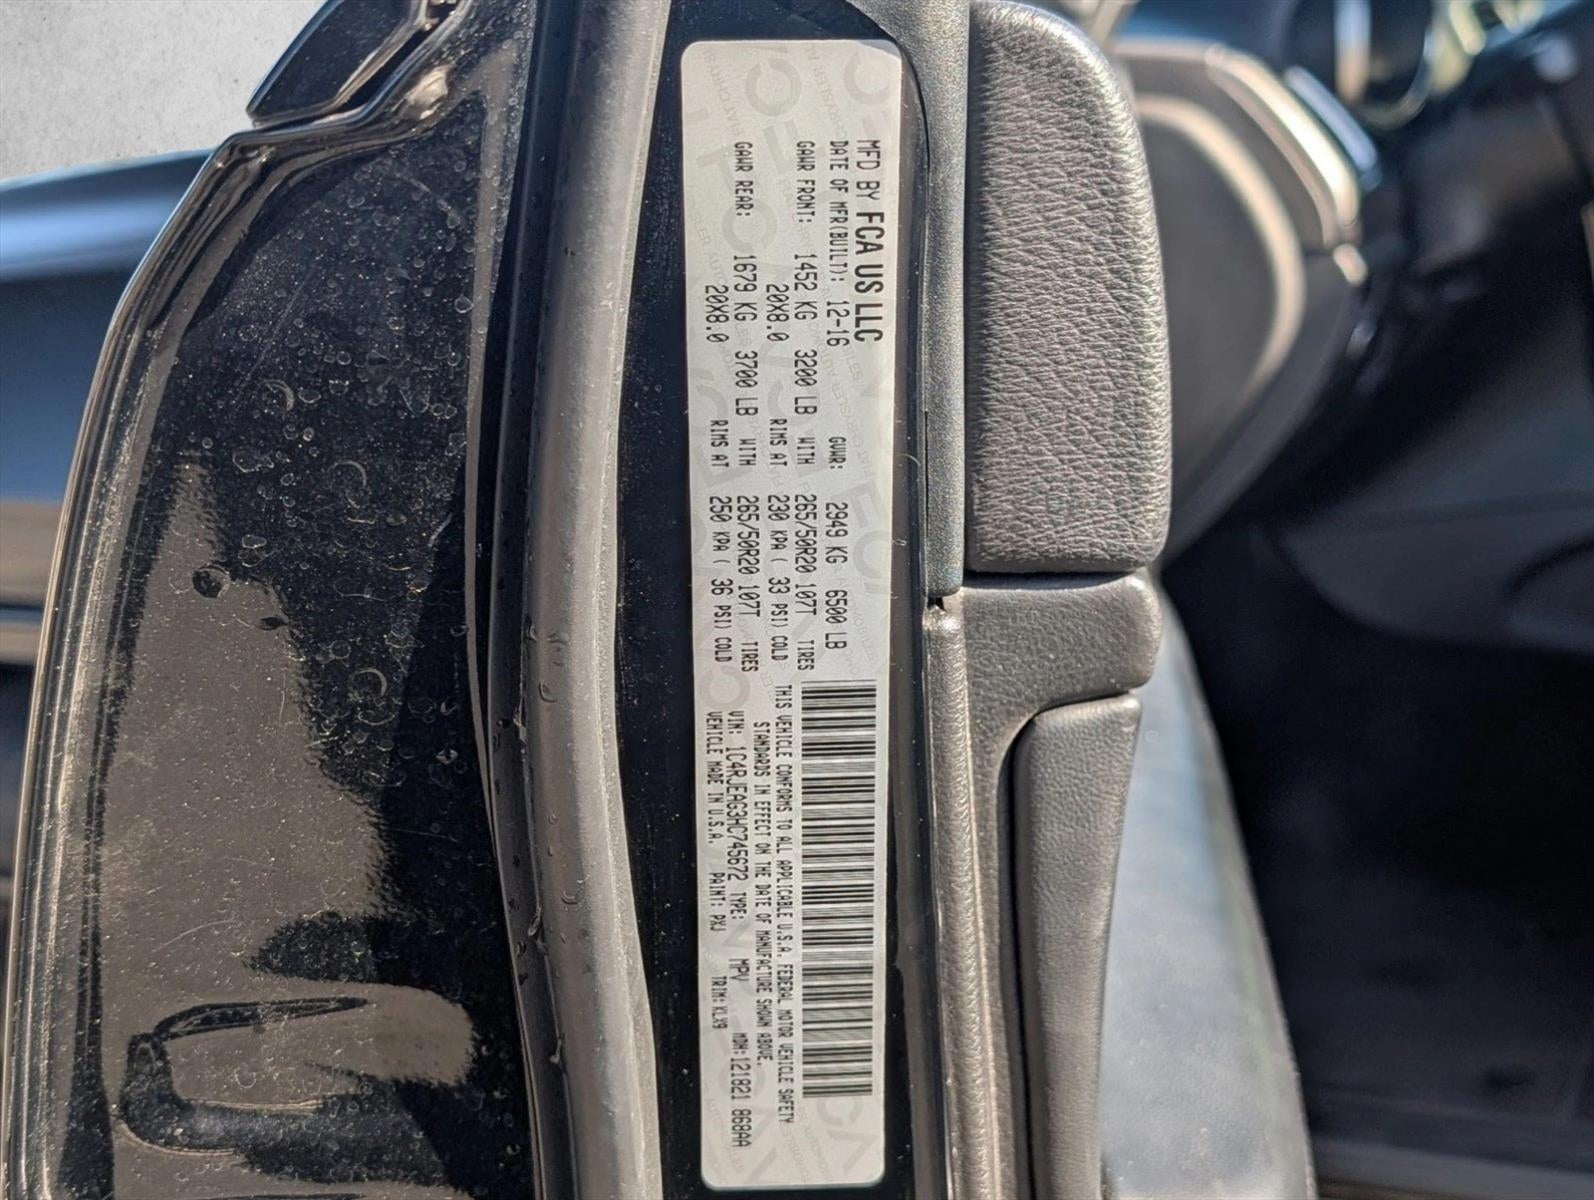 MFD BY FCA US LLC
DATE OF MFR(BUILT): 12-16 GVWR: 2949 KG 6500 LB
GAWR FRONT: 1452 KG 3200 LB WITH 265/50R20 107T TIRES
20X8.0 RIMS AT 230 KPA ( 33 PSI) COLD
GAWR REAR: 1679 KG 3700 LB WITH 265/50R20 107T TIRES
20X8.0 RIMS AT 250 KPA ( 36 PSI) COLD
THIS VEHICLE CONFORMS TO ALL APPLICABLE U.S.A. FEDERAL MOTOR VEHICLE SAFETY
STANDARDS IN EFFECT ON THE DATE OF MANUFACTURE SHOWN ABOVE.
VIN: 1C4RJEAG3HC745672 TYPE: MPV MDH: 121821 868AA
VEHICLE MADE IN U.S.A. PAINT: PXJ TRIM: KLX9